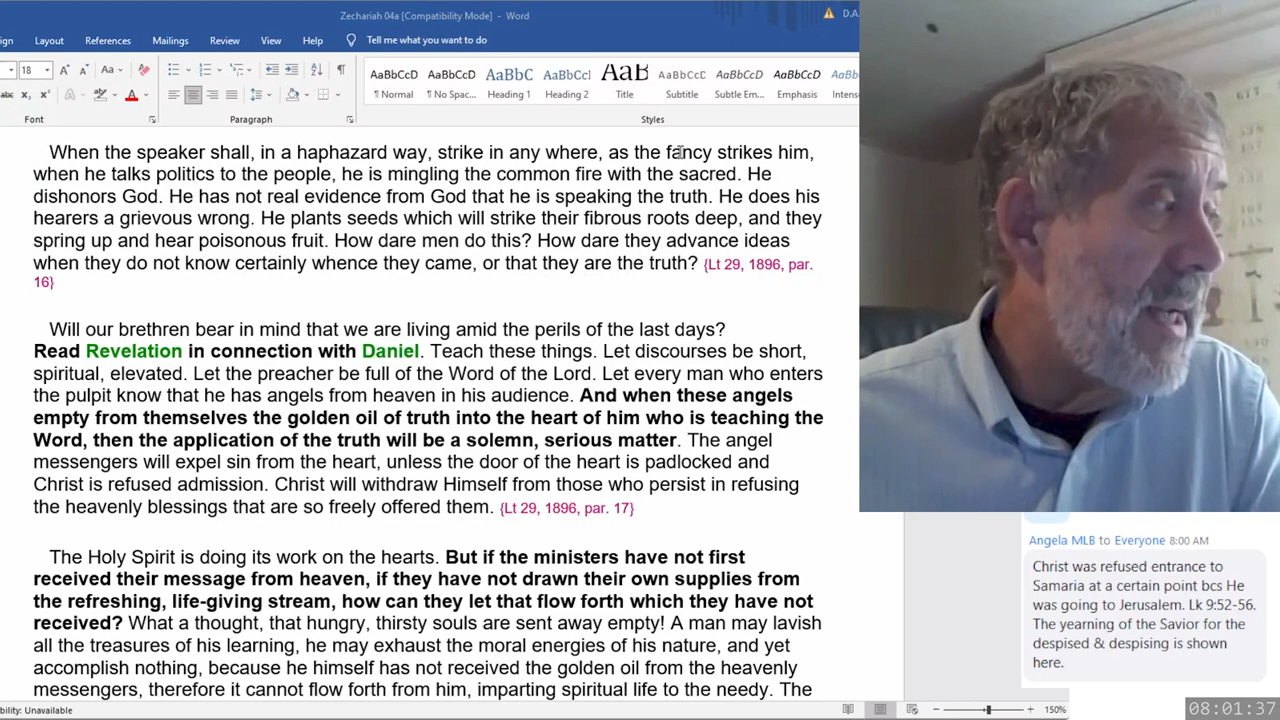 Zechariah 04a [Compatibility Mode] - Word
D.A.
ign Layout References Mailings Review View Help Tell me what you want to do
18 Aa
abc x₂ x² A A
AaBbCcD AaBbCcD AaBbC AaBbCcI AaB AaBbCcD AaBbCcD AaBbCcD AaBb
¶ Normal ¶ No Spac... Heading 1 Heading 2 Title Subtitle Subtle Em... Emphasis Intens
Font Paragraph Styles
When the speaker shall, in a haphazard way, strike in any where, as the fancy strikes him,
when he talks politics to the people, he is mingling the common fire with the sacred. He
dishonors God. He has not real evidence from God that he is speaking the truth. He does his
hearers a grievous wrong. He plants seeds which will strike their fibrous roots deep, and they
spring up and hear poisonous fruit. How dare men do this? How dare they advance ideas
when they do not know certainly whence they came, or that they are the truth? {Lt 29, 1896, par.
16}
Will our brethren bear in mind that we are living amid the perils of the last days?
Read Revelation in connection with Daniel. Teach these things. Let discourses be short,
spiritual, elevated. Let the preacher be full of the Word of the Lord. Let every man who enters
the pulpit know that he has angels from heaven in his audience. And when these angels
empty from themselves the golden oil of truth into the heart of him who is teaching the
Word, then the application of the truth will be a solemn, serious matter. The angel
messengers will expel sin from the heart, unless the door of the heart is padlocked and
Christ is refused admission. Christ will withdraw Himself from those who persist in refusing
the heavenly blessings that are so freely offered them. {Lt 29, 1896, par. 17}
The Holy Spirit is doing its work on the hearts. But if the ministers have not first
received their message from heaven, if they have not drawn their own supplies from
the refreshing, life-giving stream, how can they let that flow forth which they have not
received? What a thought, that hungry, thirsty souls are sent away empty! A man may lavish
all the treasures of his learning, he may exhaust the moral energies of his nature, and yet
accomplish nothing, because he himself has not received the golden oil from the heavenly
messengers, therefore it cannot flow forth from him, imparting spiritual life to the needy. The
Angela MLB to Everyone 8:00 AM
Christ was refused entrance to
Samaria at a certain point bcs He
was going to Jerusalem. Lk 9:52-56.
The yearning of the Savior for the
despised & despising is shown
here.
bility: Unavailable
150%
08:01:37